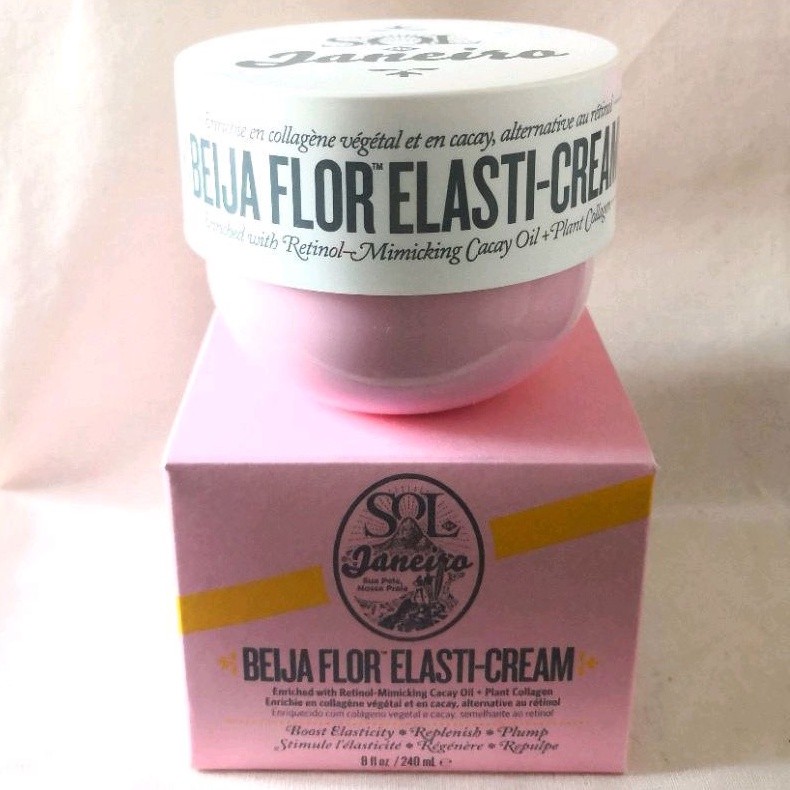 SOL
de
Janeiro
Enrichie en collagène végétal et en cacay, alternative au rétinol
BEIJA FLOR™ ELASTI-CREAM
Enriched with Retinol-Mimicking Cacay Oil + Plant Collagen
SOL
de
Janeiro
Sua Pele,
Nossa Praia
BEIJA FLOR™ ELASTI-CREAM
Enriched with Retinol-Mimicking Cacay Oil + Plant Collagen
Enrichie en collagène végétal et en cacay, alternative au rétinol
Enriquecido com colágeno vegetal e cacay, semelhante ao retinol
Boost Elasticity • Replenish • Plump
Stimule l'élasticité • Régénère • Repulpe
8 fl oz / 240 mL ℮